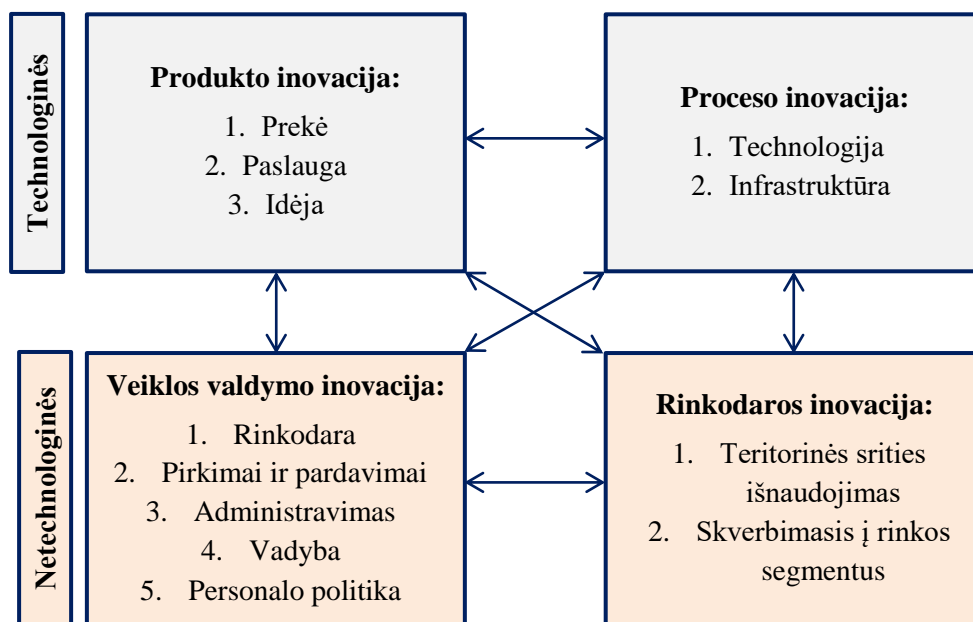 Technologinės
Produkto inovacija:
1. Prekė
2. Paslauga
3. Idėja
Proceso inovacija:
1. Technologija
2. Infrastruktūra
Netechnologinės
Veiklos valdymo inovacija:
1. Rinkodara
2. Pirkimai ir pardavimai
3. Administravimas
4. Vadyba
5. Personalo politika
Rinkodaros inovacija:
1. Teritorinės srities
išnaudojimas
2. Skverbimasis į rinkos
segmentus